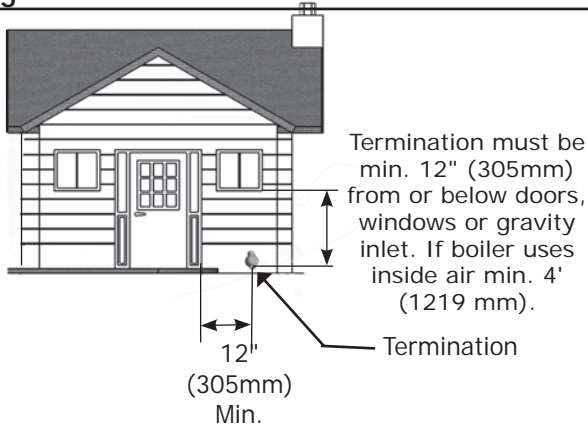 Termination must be
min. 12" (305mm)
from or below doors,
windows or gravity
inlet. If boiler uses
inside air min. 4'
(1219 mm).
Termination
12"
(305mm)
Min.